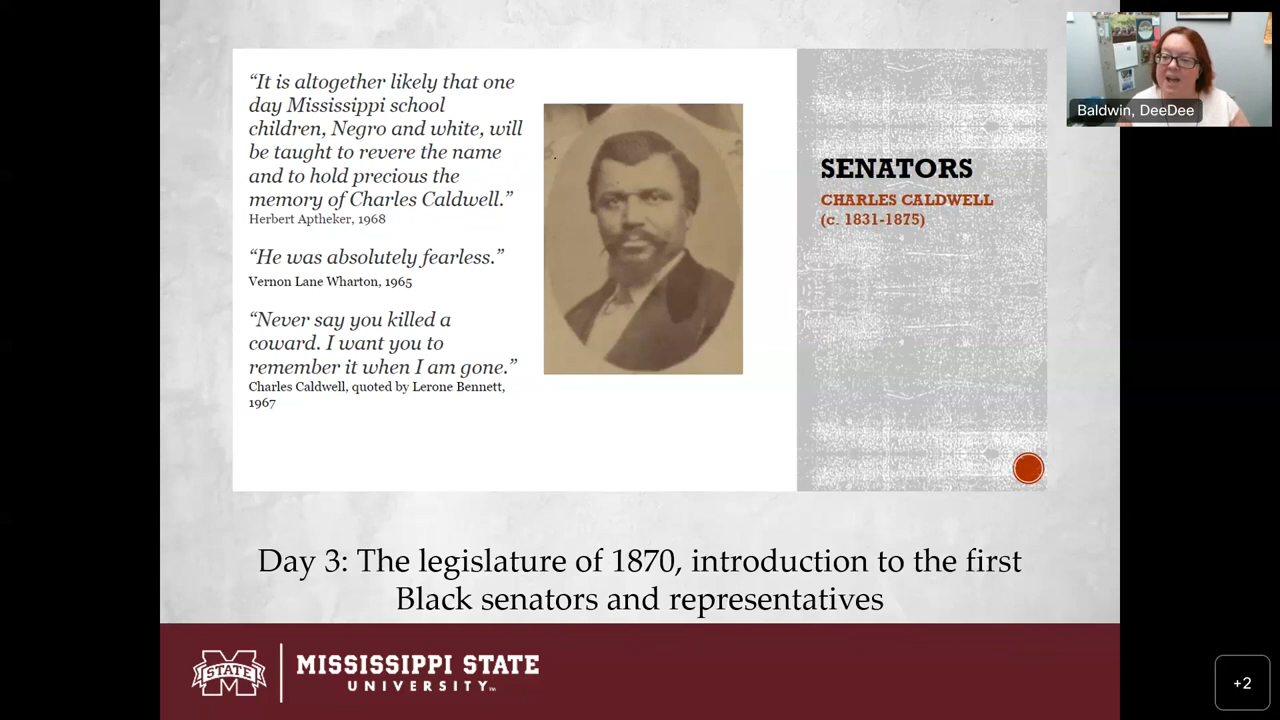 “It is altogether likely that one
day Mississippi school
children, Negro and white, will
be taught to revere the name
and to hold precious the
memory of Charles Caldwell.”
Herbert Aptheker, 1968
“He was absolutely fearless.”
Vernon Lane Wharton, 1965
“Never say you killed a
coward. I want you to
remember it when I am gone.”
Charles Caldwell, quoted by Lerone Bennett,
1967
SENATORS
CHARLES CALDWELL
(c. 1831-1875)
Baldwin, DeeDee
Day 3: The legislature of 1870, introduction to the first
Black senators and representatives
STATE
MISSISSIPPI STATE
UNIVERSITY™
+2